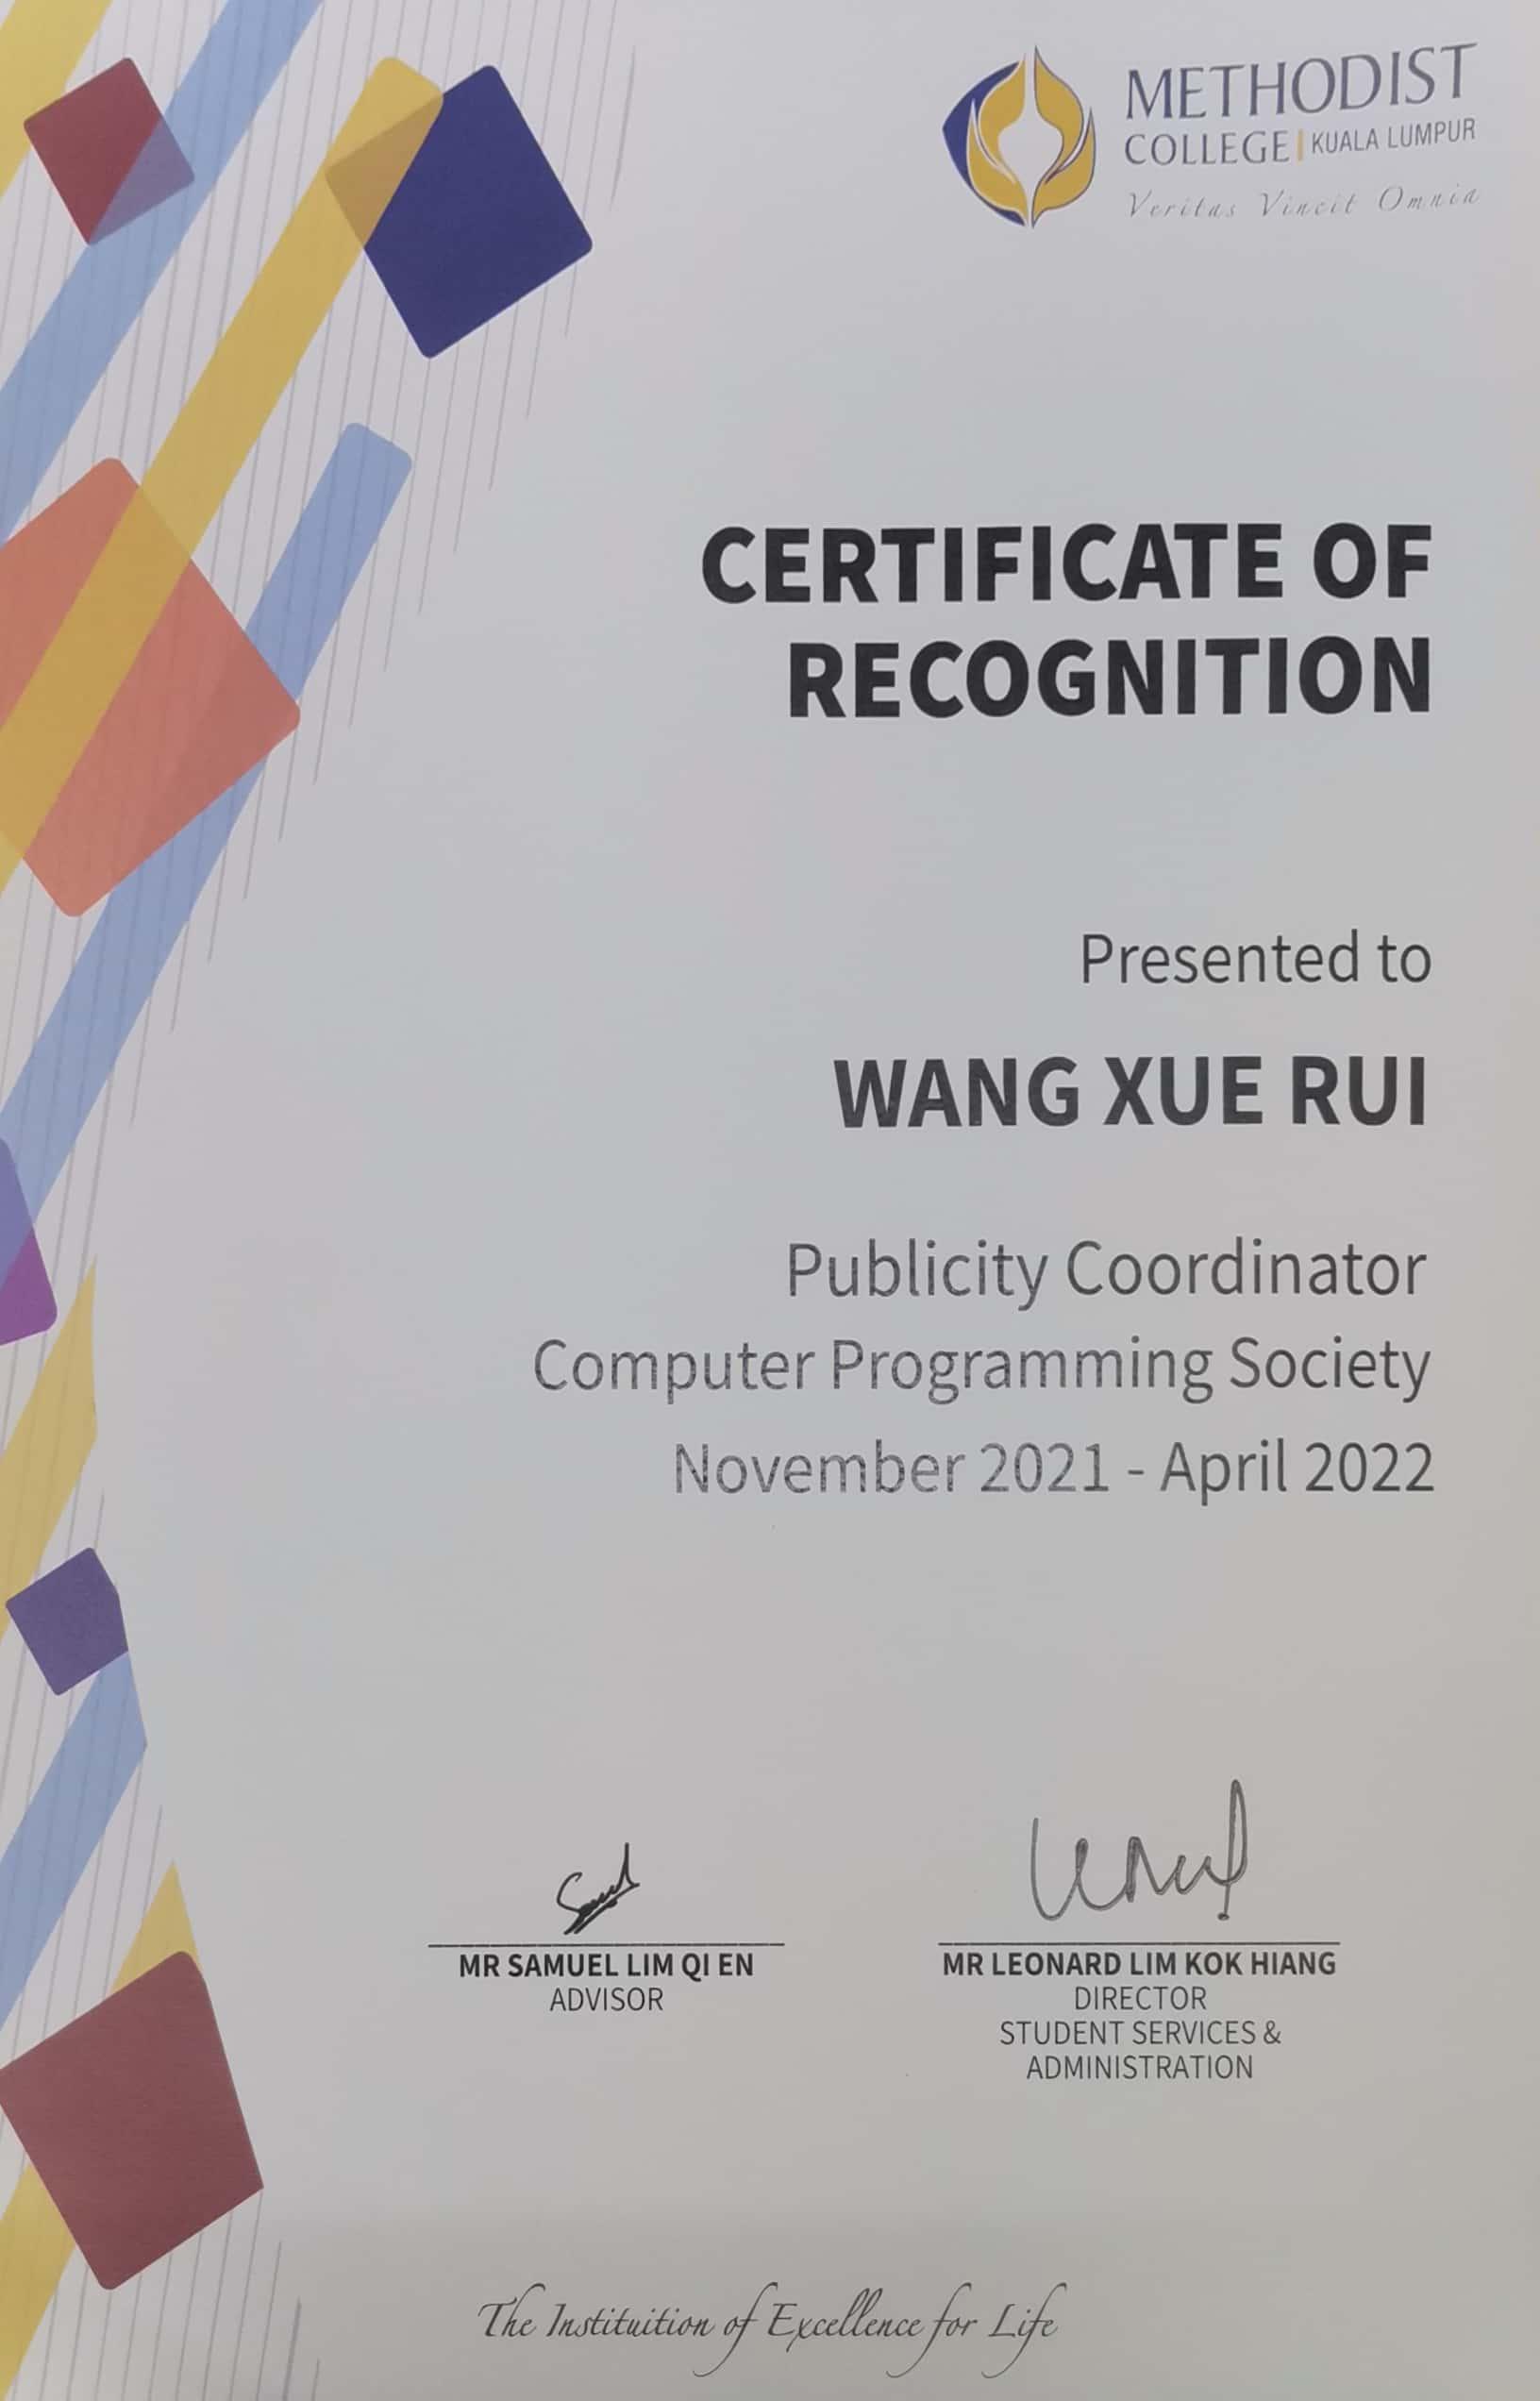 METHODIST
COLLEGE | KUALA LUMPUR
Veritas Vincit Omnia
CERTIFICATE OF
RECOGNITION
Presented to
WANG XUE RUI
Publicity Coordinator
Computer Programming Society
November 2021 - April 2022
MR SAMUEL LIM QI EN
ADVISOR
MR LEONARD LIM KOK HIANG
DIRECTOR
STUDENT SERVICES &
ADMINISTRATION
The Instituition of Excellence for Life